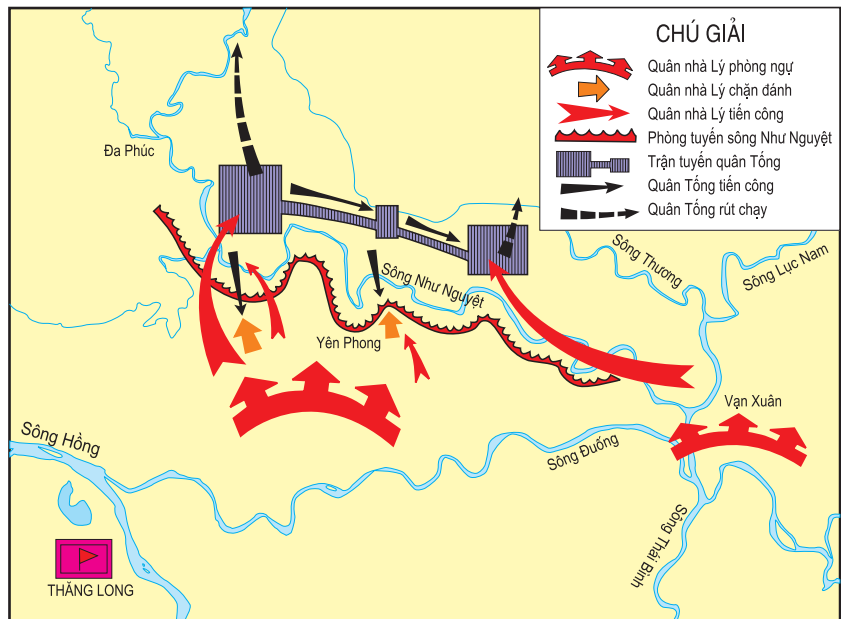 CHÚ GIẢI
Quân nhà Lý phòng ngự
Quân nhà Lý chặn đánh
Quân nhà Lý tiến công
Phòng tuyến sông Như Nguyệt
Trận tuyến quân Tống
Quân Tống tiến công
Quân Tống rút chạy
Đa Phúc
Sông Thương
Sông Lục Nam
Sông Như Nguyệt
Yên Phong
Vạn Xuân
Sông Hồng
Sông Đuống
Sông Thái Bình
THĂNG LONG